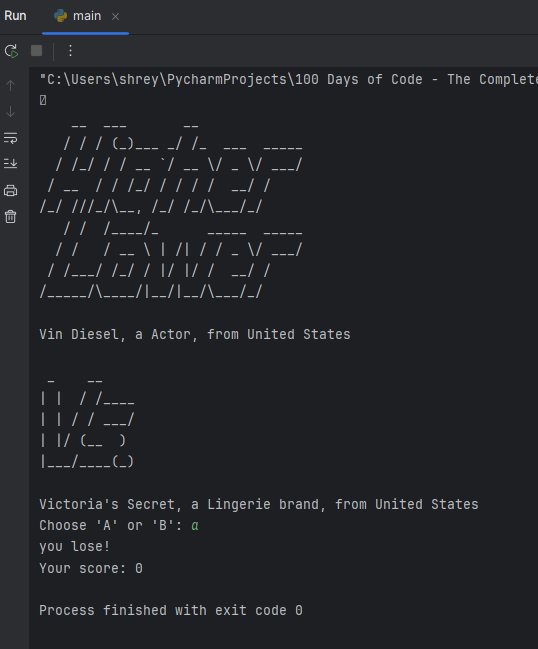 Run main
"C:\Users\shrey\PycharmProjects\100 Days of Code - The Complete
    __  ___       __
   / / / (_)___ _/ /_  ___  _____
  / /_/ / / __ `/ __ \/ _ \/ ___/
 / __  / / /_/ / / / /  __/ /
/_/ ///_/\__, /_/ /_/\___/_/
   / /  /____/_      _____  _____
  / /   / __ \ | /| / / _ \/ ___/
 / /___/ /_/ / |/ |/ /  __/ /
/_____/\____/|__/|__/\___/_/
Vin Diesel, a Actor, from United States
 _    __
| |  / /____
| | / / ___/
| |/ (__  )
|___/____(_)
Victoria's Secret, a Lingerie brand, from United States
Choose 'A' or 'B': a
you lose!
Your score: 0
Process finished with exit code 0